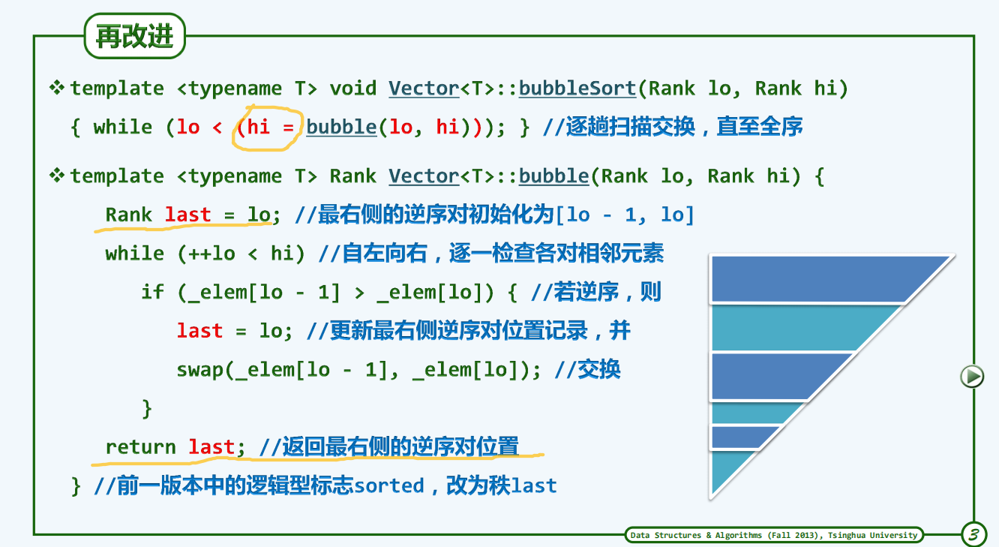 再改进
❖template <typename T> void Vector<T>::bubbleSort(Rank lo, Rank hi)
{ while (lo < (hi = bubble(lo, hi))); } //逐趟扫描交换，直至全序
❖template <typename T> Rank Vector<T>::bubble(Rank lo, Rank hi) {
Rank last = lo; //最右侧的逆序对初始化为[lo - 1, lo]
while (++lo < hi) //自左向右，逐一检查各对相邻元素
if (_elem[lo - 1] > _elem[lo]) { //若逆序，则
last = lo; //更新最右侧逆序对位置记录，并
swap(_elem[lo - 1], _elem[lo]); //交换
}
return last; //返回最右侧的逆序对位置
} //前一版本中的逻辑型标志sorted，改为秩last
Data Structures & Algorithms (Fall 2013), Tsinghua University
3